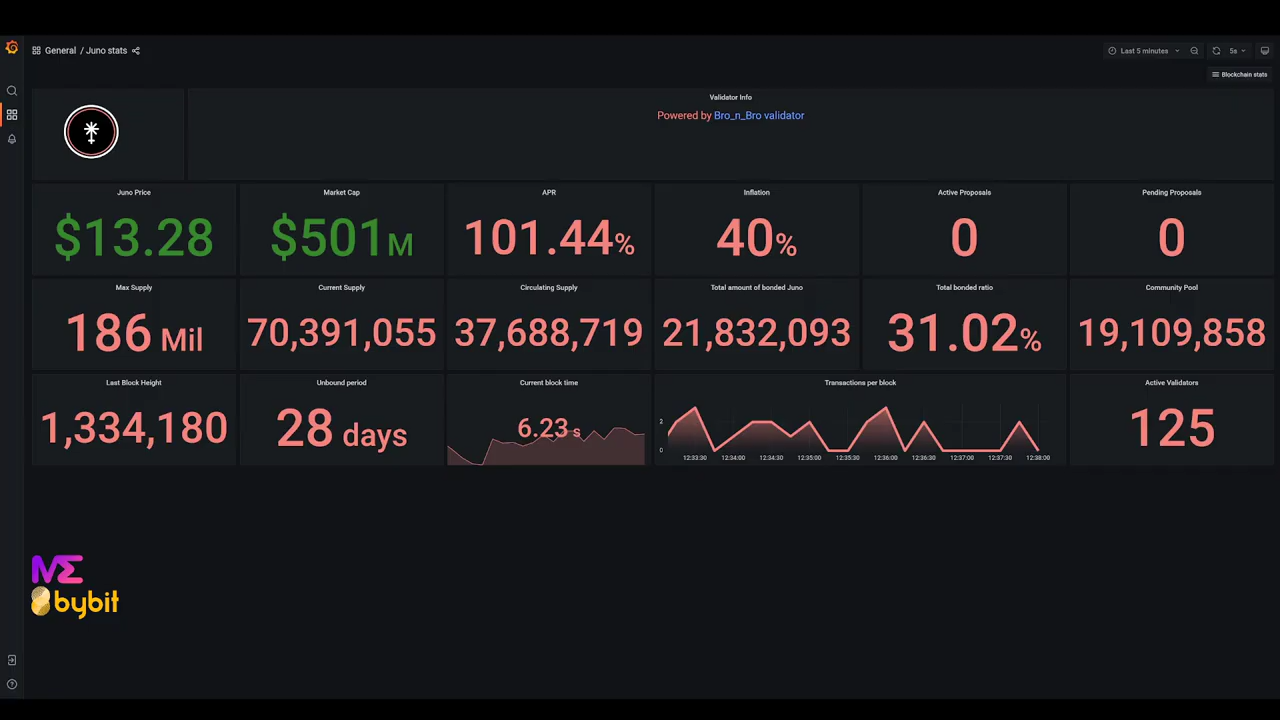 General / Juno stats
Last 5 minutes
5s
Blockchain stats
Validator Info
Powered by Bro_n_Bro validator
Juno Price
Market Cap
APR
Inflation
Active Proposals
Pending Proposals
$13.28
$501 M
101.44%
40%
0
0
Max Supply
Current Supply
Circulating Supply
Total amount of bonded Juno
Total bonded ratio
Community Pool
186 Mil
70,391,055
37,688,719
21,832,093
31.02%
19,109,858
Last Block Height
Unbound period
Current block time
Transactions per block
Active Validators
1,334,180
28 days
6.23 s
2
0
12:33:30 12:34:00 12:34:30 12:35:00 12:35:30 12:36:00 12:36:30 12:37:00 12:37:30 12:38:00
125
bybit